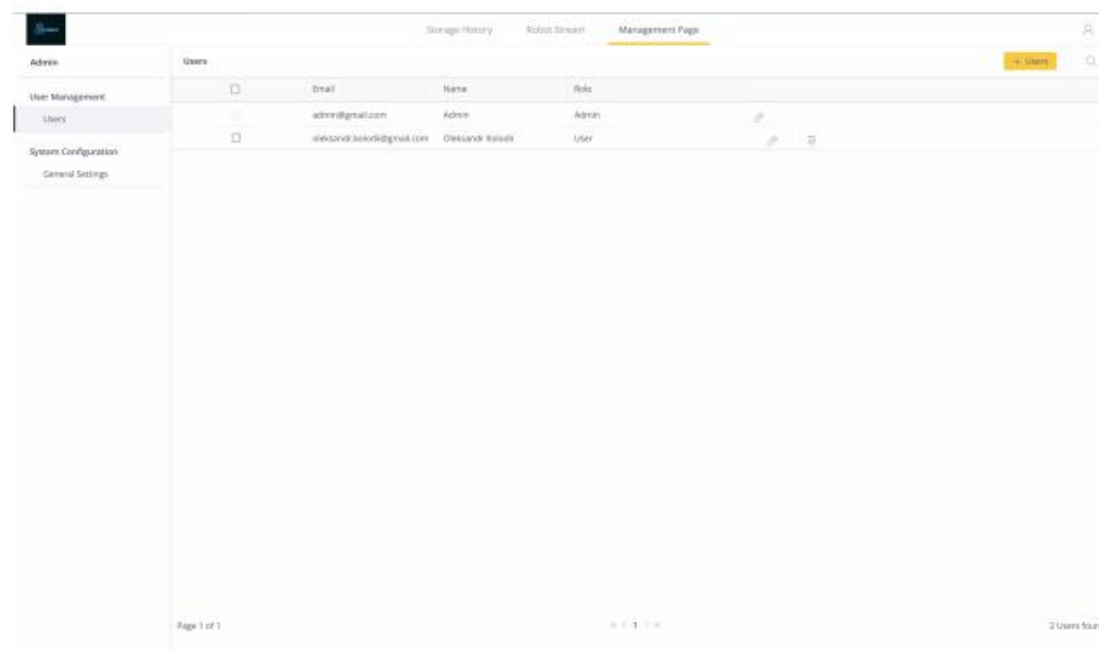 Storage History Robot Stream Management Page
Admin Users + Users
User Management
Users
System Configuration
General Settings
Email Name Role
admin@gmail.com Admin Admin
Oleksandr User
Page 1 of 1
1
2 Users foun